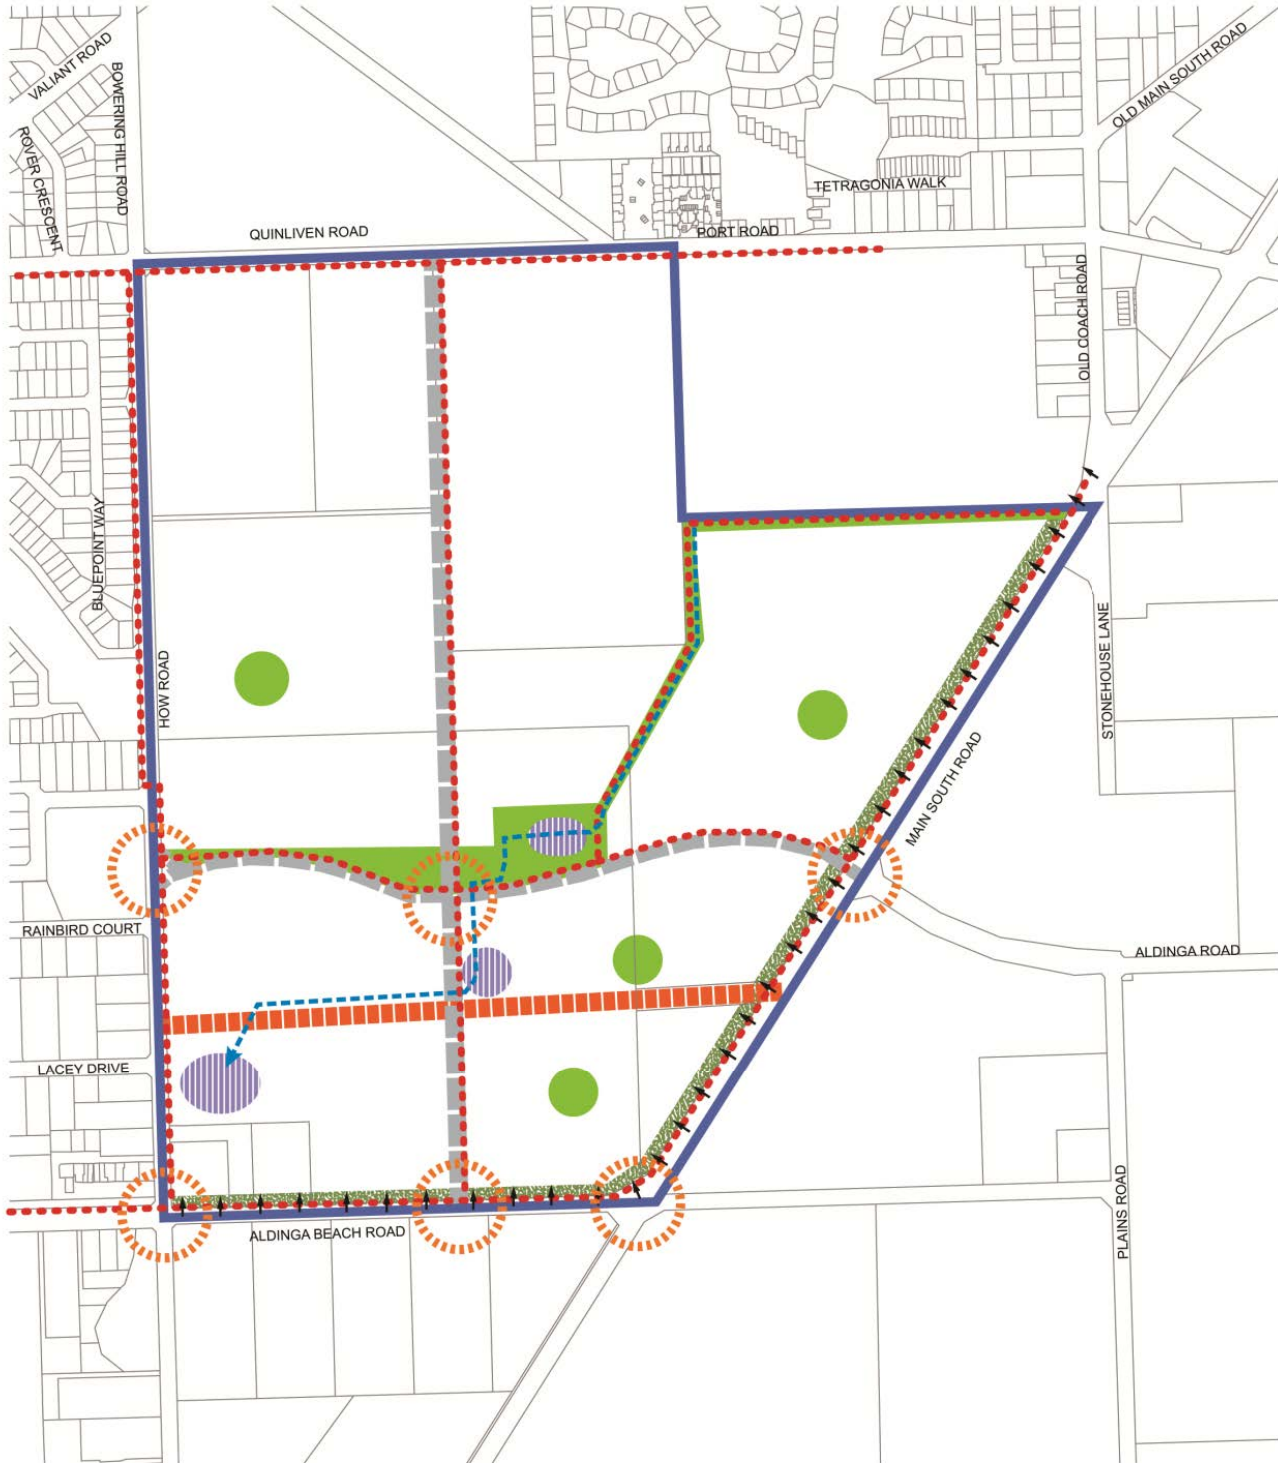 VALIANT ROAD
BOWERING HILL ROAD
ROVER CRESCENT
OLD MAIN SOUTH ROAD
TETRAGONIA WALK
QUINLIVEN ROAD
PORT ROAD
OLD COACH ROAD
BLUEPOINT WAY
HOW ROAD
STONEHOUSE LANE
MAIN SOUTH ROAD
RAINBIRD COURT
ALDINGA ROAD
LACEY DRIVE
ALDINGA BEACH ROAD
PLAINS ROAD